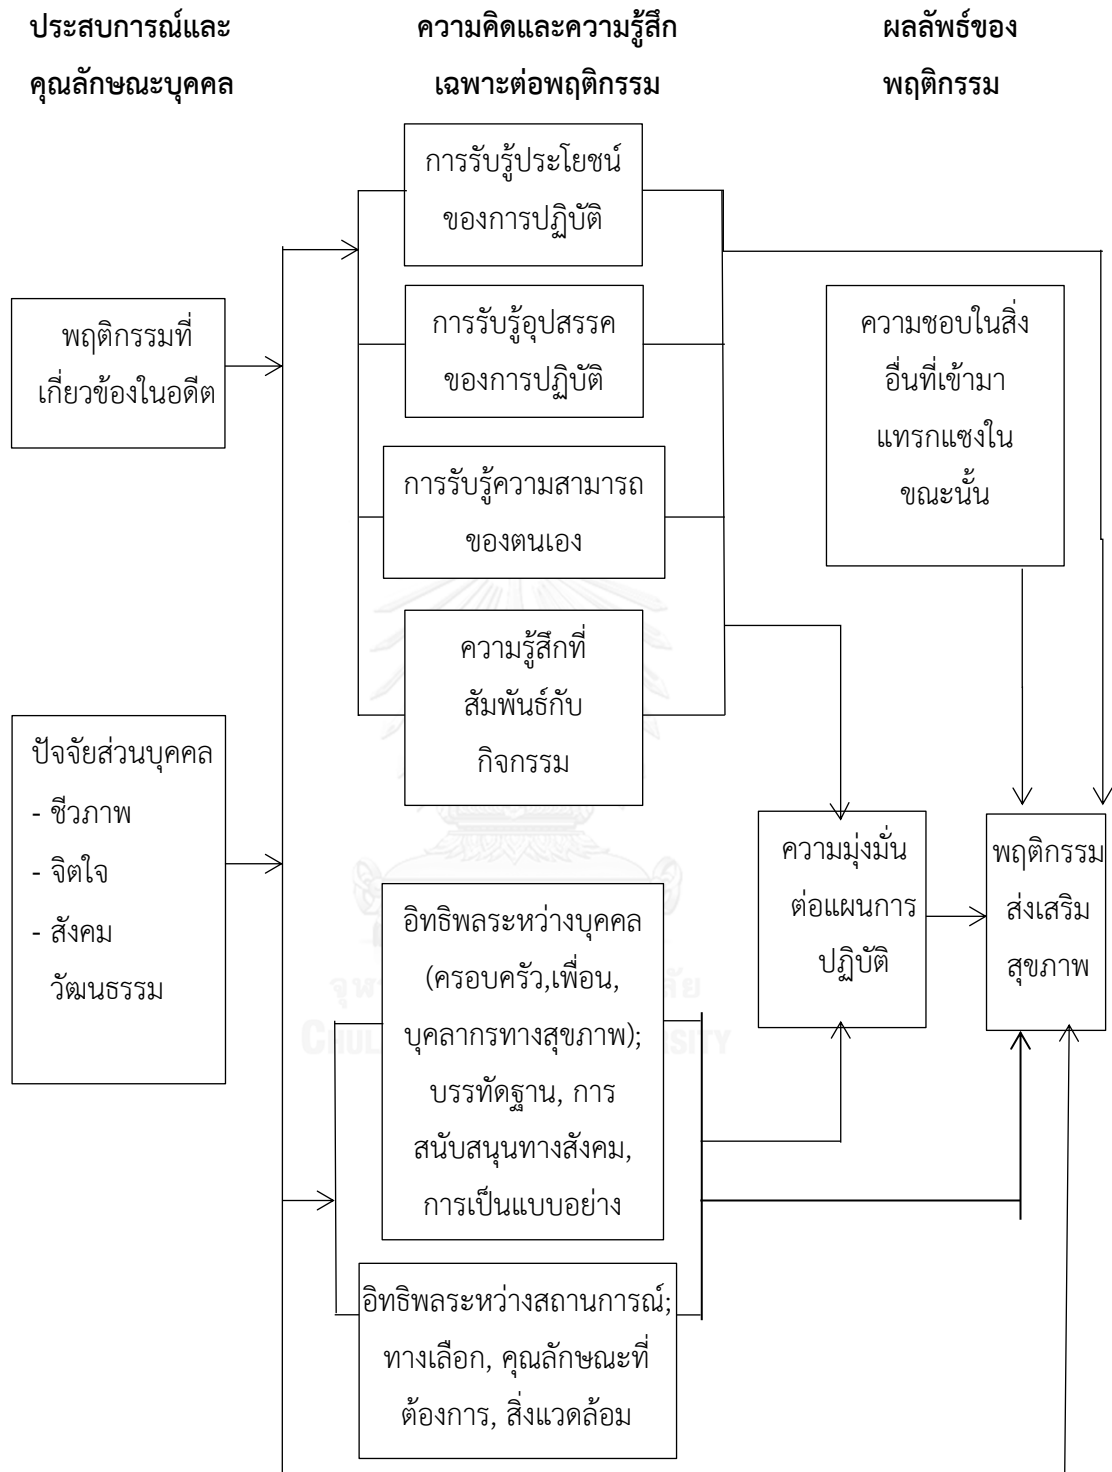 ประสบการณ์และ
คุณลักษณะบุคคล
ความคิดและความรู้สึก
เฉพาะต่อพฤติกรรม
ผลลัพธ์ของ
พฤติกรรม
การรับรู้ประโยชน์
ของการปฏิบัติ
พฤติกรรมที่
เกี่ยวข้องในอดีต
การรับรู้อุปสรรค
ของการปฏิบัติ
ความชอบในสิ่ง
อื่นที่เข้ามา
แทรกแซงใน
ขณะนั้น
การรับรู้ความสามารถ
ของตนเอง
ความรู้สึกที่
สัมพันธ์กับ
กิจกรรม
ปัจจัยส่วนบุคคล
- ชีวภาพ
- จิตใจ
- สังคม
วัฒนธรรม
ความมุ่งมั่น
ต่อแผนการ
ปฏิบัติ
พฤติกรรม
ส่งเสริม
สุขภาพ
อิทธิพลระหว่างบุคคล
(ครอบครัว,เพื่อน,
บุคลากรทางสุขภาพ);
บรรทัดฐาน, การ
สนับสนุนทางสังคม,
การเป็นแบบอย่าง
อิทธิพลระหว่างสถานการณ์;
ทางเลือก, คุณลักษณะที่
ต้องการ, สิ่งแวดล้อม